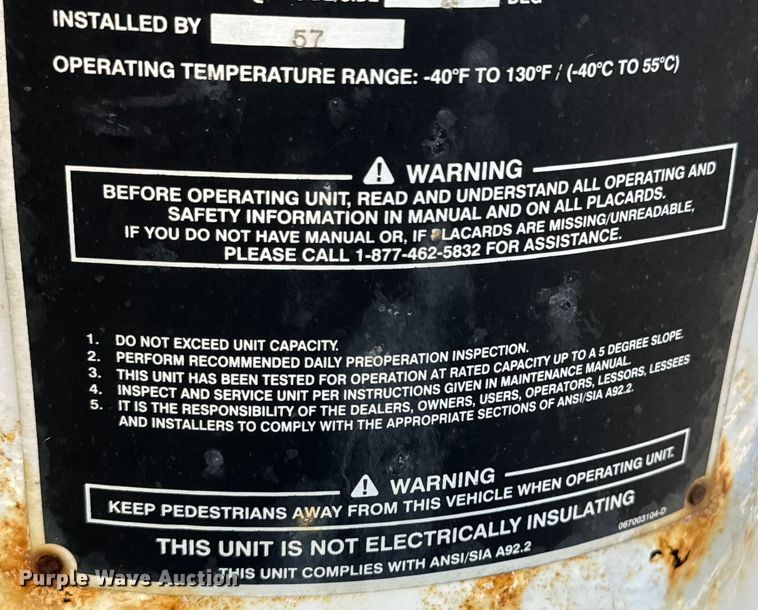 DEG
INSTALLED BY 57
OPERATING TEMPERATURE RANGE: -40°F TO 130°F / (-40°C TO 55°C)
WARNING
BEFORE OPERATING UNIT, READ AND UNDERSTAND ALL OPERATING AND
SAFETY INFORMATION IN MANUAL AND ON ALL PLACARDS.
IF YOU DO NOT HAVE MANUAL OR, IF PLACARDS ARE MISSING/UNREADABLE,
PLEASE CALL 1-877-462-5832 FOR ASSISTANCE.
1. DO NOT EXCEED UNIT CAPACITY.
2. PERFORM RECOMMENDED DAILY PREOPERATION INSPECTION.
3. THIS UNIT HAS BEEN TESTED FOR OPERATION AT RATED CAPACITY UP TO A 5 DEGREE SLOPE.
4. INSPECT AND SERVICE UNIT PER INSTRUCTIONS GIVEN IN MAINTENANCE MANUAL.
5. IT IS THE RESPONSIBILITY OF THE DEALERS, OWNERS, USERS, OPERATORS, LESSORS, LESSEES
AND INSTALLERS TO COMPLY WITH THE APPROPRIATE SECTIONS OF ANSI/SIA A92.2.
WARNING
KEEP PEDESTRIANS AWAY FROM THIS VEHICLE WHEN OPERATING UNIT.
THIS UNIT IS NOT ELECTRICALLY INSULATING
067003104-D
THIS UNIT COMPLIES WITH ANSI/SIA A92.2
Purple Wave Auction